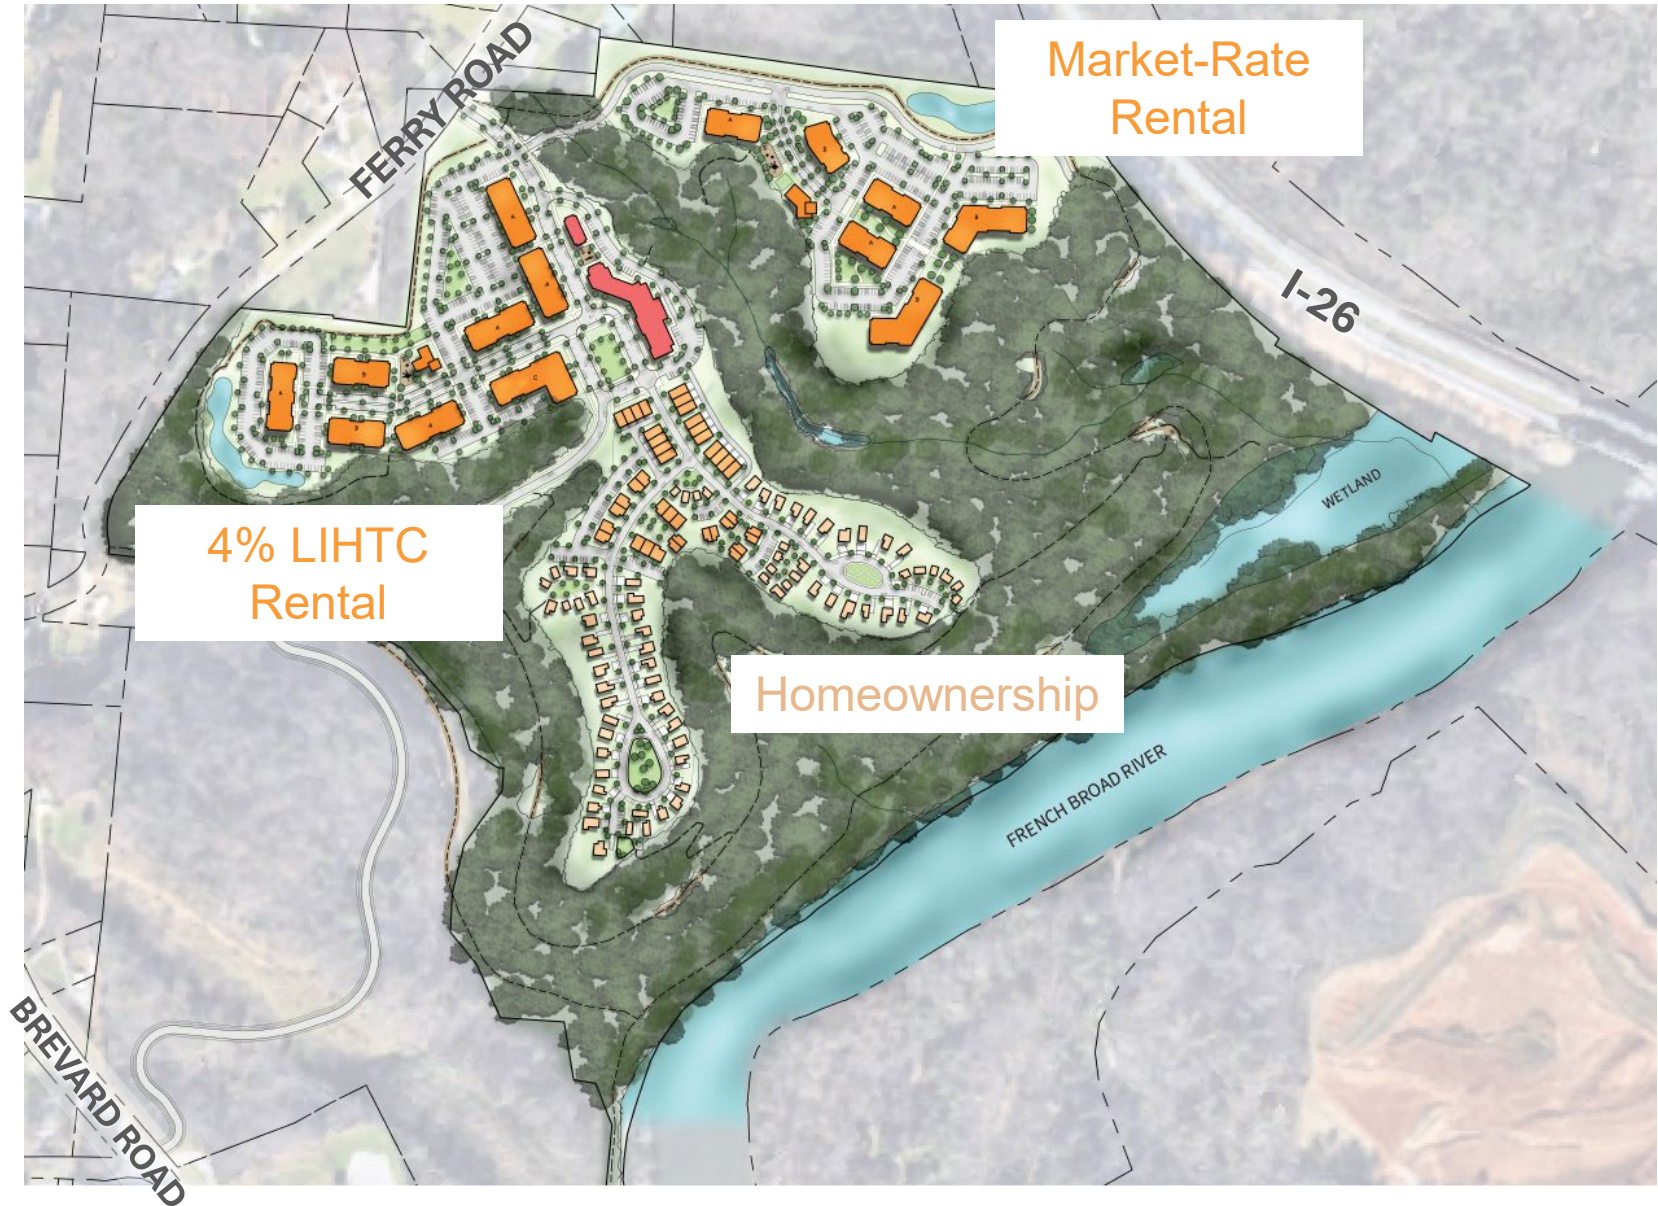 Market-Rate
Rental
FERRY ROAD
I-26
WETLAND
4% LIHTC
Rental
Homeownership
FRENCH BROAD RIVER
BREVARD ROAD